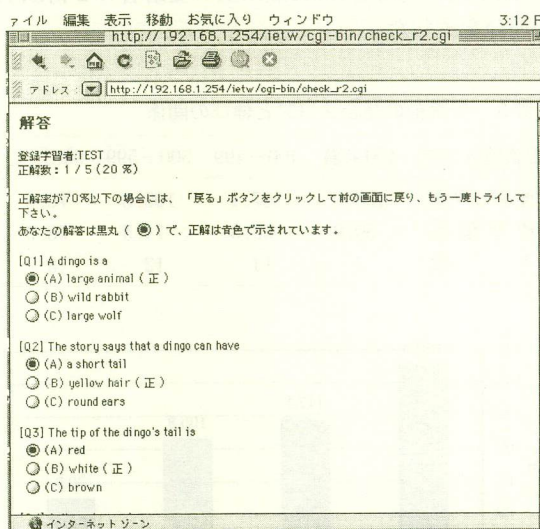 ァイル 編集 表示 移動 お気に入り ウィンドウ 3:12
http://192.168.1.254/ietw/cgi-bin/check_r2.cgi
アドレス: http://192.168.1.254/ietw/cgi-bin/check_r2.cgi
解答
登録学習者:TEST
正解数:1/5(20%)
正解率が70%以下の場合には、「戻る」ボタンをクリックして前の画面に戻り、もう一度トライして
下さい。
あなたの解答は黒丸(◉)で、正解は青色で示されています。
[Q1] A dingo is a
(A) large animal (正)
(B) wild rabbit
(C) large wolf
[Q2] The story says that a dingo can have
(A) a short tail
(B) yellow hair (正)
(C) round ears
[Q3] The tip of the dingo's tail is
(A) red
(B) white (正)
(C) brown
インターネットゾーン